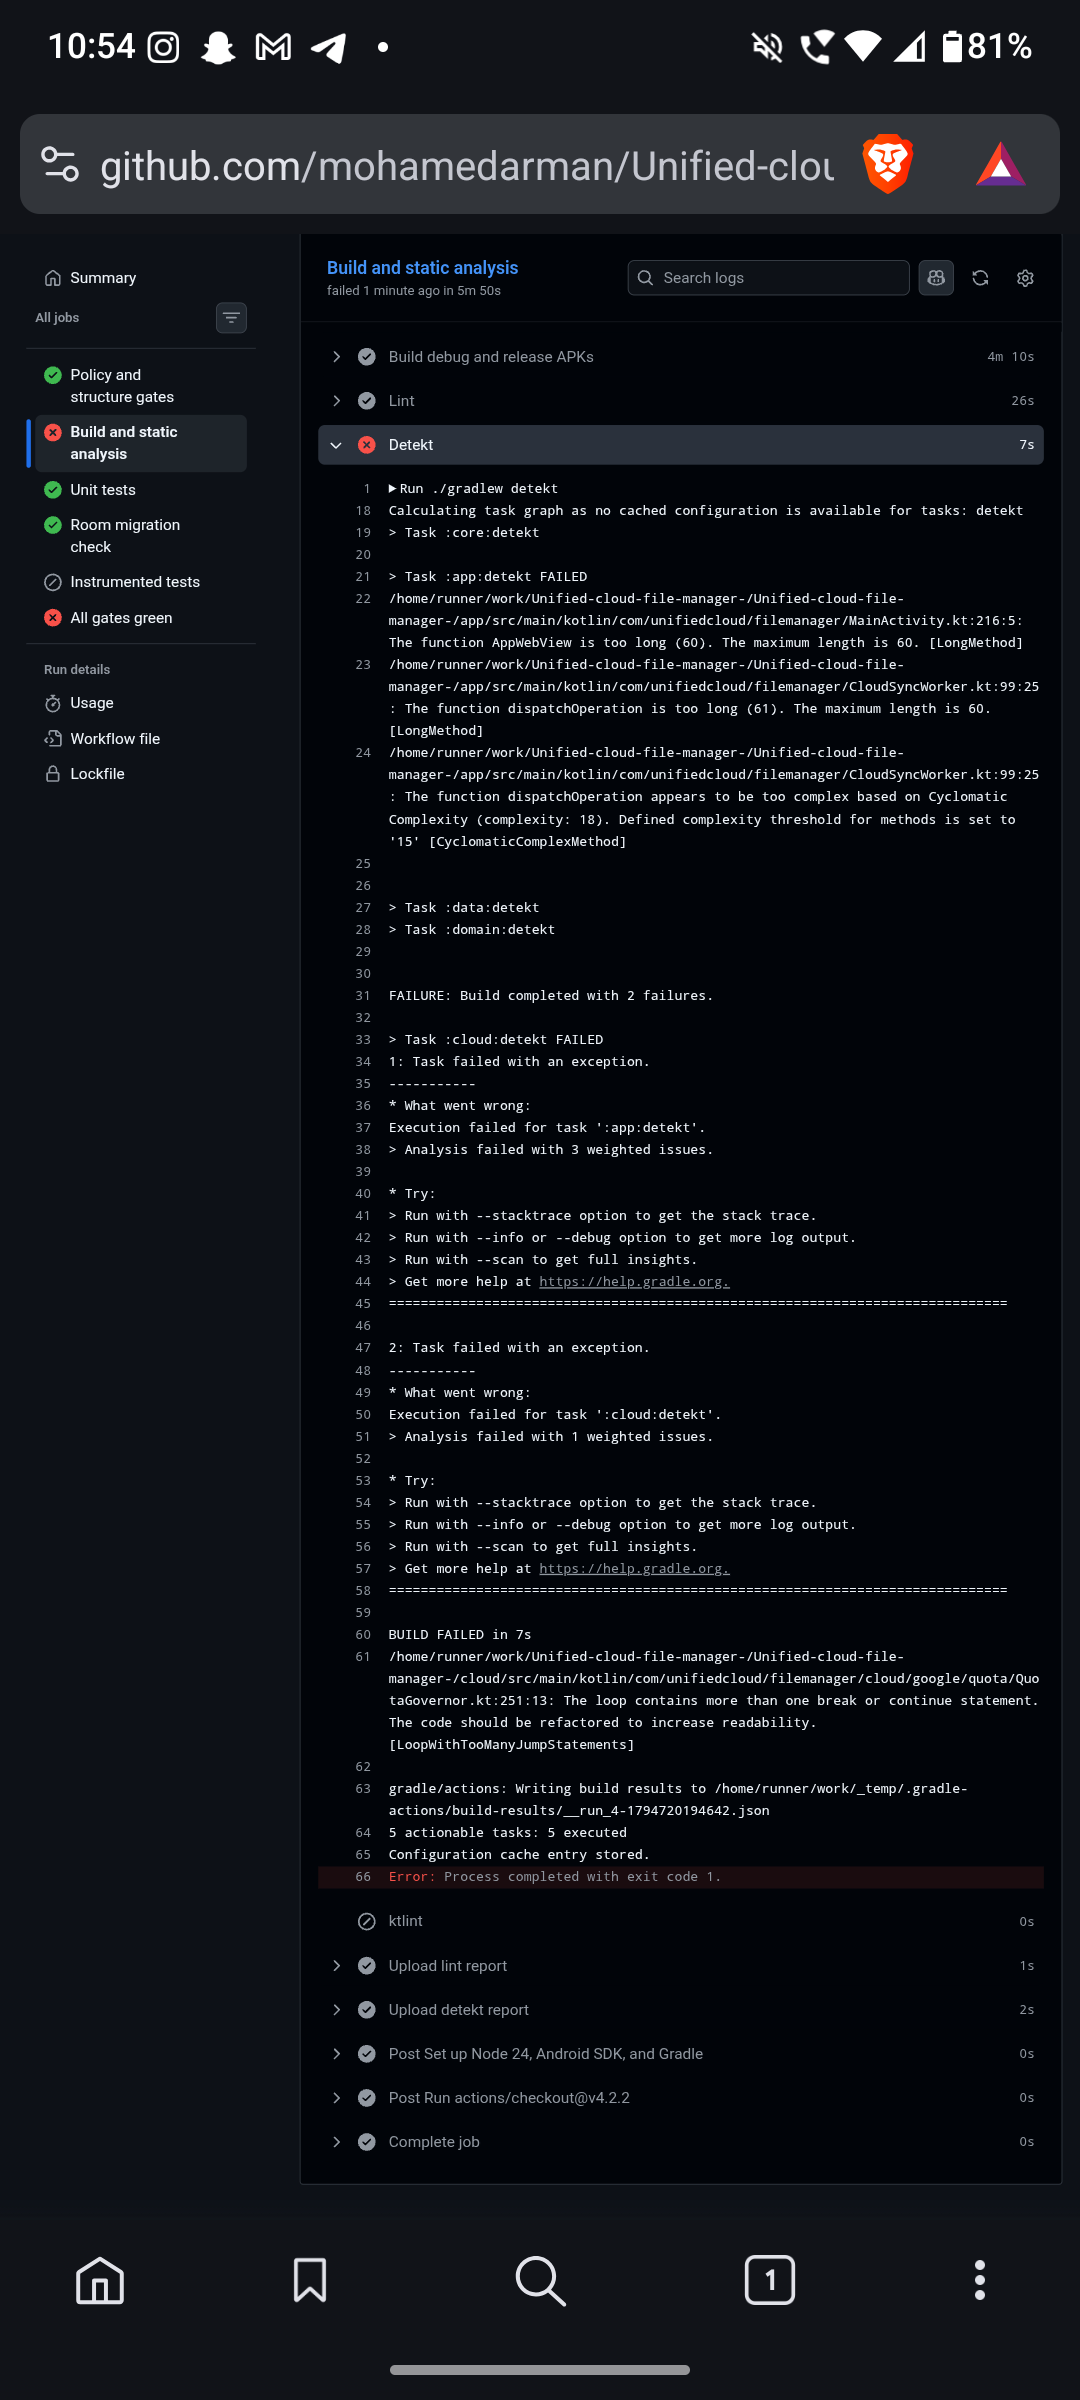 10:54
81%
github.com/mohamedarman/Unified-clou
Summary
All jobs
Policy and
structure gates
Build and static
analysis
Unit tests
Room migration
check
Instrumented tests
All gates green
Run details
Usage
Workflow file
Lockfile
Build and static analysis
failed 1 minute ago in 5m 50s
Search logs
Build debug and release APKs 4m 10s
Lint 26s
Detekt 7s
1 Run ./gradlew detekt
18 Calculating task graph as no cached configuration is available for tasks: detekt
19 > Task :core:detekt
20
21 > Task :app:detekt FAILED
22 /home/runner/work/Unified-cloud-file-manager-/Unified-cloud-file-
manager-/app/src/main/kotlin/com/unifiedcloud/filemanager/MainActivity.kt:216:5:
The function AppWebView is too long (60). The maximum length is 60. [LongMethod]
23 /home/runner/work/Unified-cloud-file-manager-/Unified-cloud-file-
manager-/app/src/main/kotlin/com/unifiedcloud/filemanager/CloudSyncWorker.kt:99:25
: The function dispatchOperation is too long (61). The maximum length is 60.
[LongMethod]
24 /home/runner/work/Unified-cloud-file-manager-/Unified-cloud-file-
manager-/app/src/main/kotlin/com/unifiedcloud/filemanager/CloudSyncWorker.kt:99:25
: The function dispatchOperation appears to be too complex based on Cyclomatic
Complexity (complexity: 18). Defined complexity threshold for methods is set to
'15' [CyclomaticComplexMethod]
25
26
27 > Task :data:detekt
28 > Task :domain:detekt
29
30
31 FAILURE: Build completed with 2 failures.
32
33 > Task :cloud:detekt FAILED
34 1: Task failed with an exception.
35 -----------
36 * What went wrong:
37 Execution failed for task ':app:detekt'.
38 > Analysis failed with 3 weighted issues.
39
40 * Try:
41 > Run with --stacktrace option to get the stack trace.
42 > Run with --info or --debug option to get more log output.
43 > Run with --scan to get full insights.
44 > Get more help at https://help.gradle.org.
45 ==============================================================================
46
47 2: Task failed with an exception.
48 -----------
49 * What went wrong:
50 Execution failed for task ':cloud:detekt'.
51 > Analysis failed with 1 weighted issues.
52
53 * Try:
54 > Run with --stacktrace option to get the stack trace.
55 > Run with --info or --debug option to get more log output.
56 > Run with --scan to get full insights.
57 > Get more help at https://help.gradle.org.
58 ==============================================================================
59
60 BUILD FAILED in 7s
61 /home/runner/work/Unified-cloud-file-manager-/Unified-cloud-file-
manager-/cloud/src/main/kotlin/com/unifiedcloud/filemanager/cloud/google/quota/Quo
taGovernor.kt:251:13: The loop contains more than one break or continue statement.
The code should be refactored to increase readability.
[LoopWithTooManyJumpStatements]
62
63 gradle/actions: Writing build results to /home/runner/work/_temp/.gradle-
actions/build-results/__run_4-1794720194642.json
64 5 actionable tasks: 5 executed
65 Configuration cache entry stored.
66 Error: Process completed with exit code 1.
ktlint 0s
Upload lint report 1s
Upload detekt report 2s
Post Set up Node 24, Android SDK, and Gradle 0s
Post Run actions/checkout@v4.2.2 0s
Complete job 0s
1